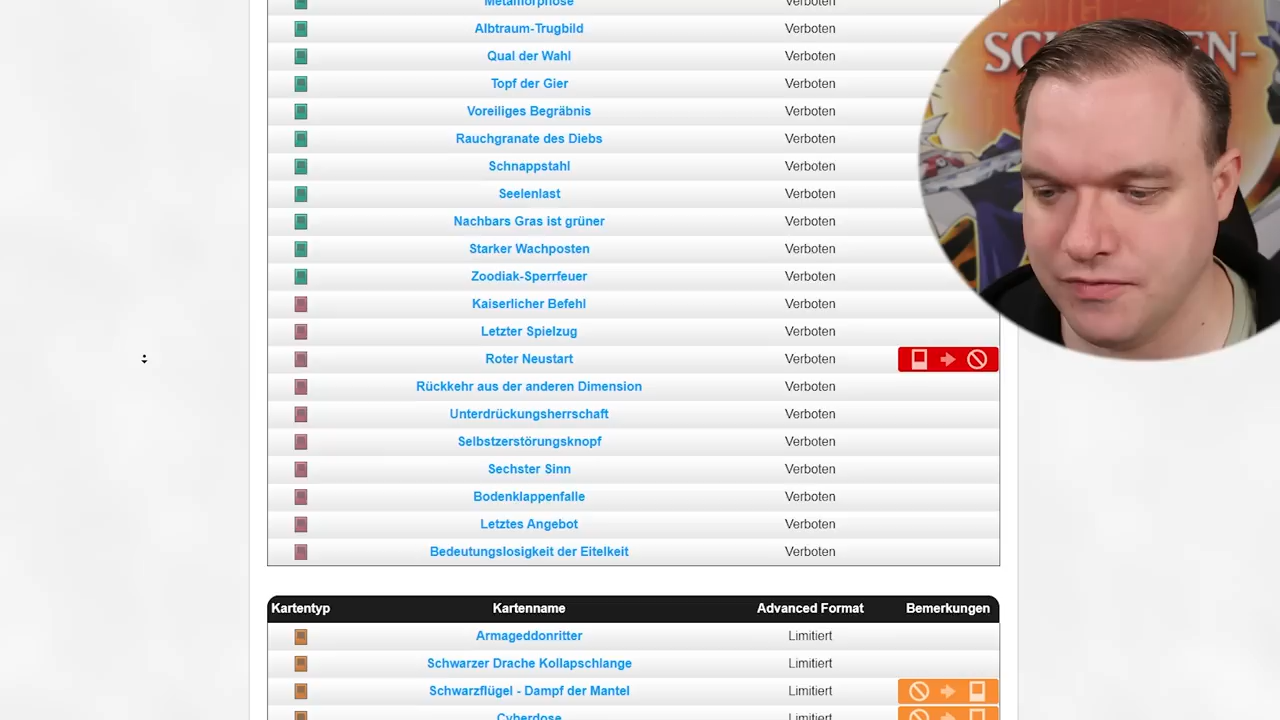 Metamorphose Verboten
Albtraum-Trugbild Verboten
Qual der Wahl Verboten
Topf der Gier Verboten
Voreiliges Begräbnis Verboten
Rauchgranate des Diebs Verboten
Schnappstahl Verboten
Seelenlast Verboten
Nachbars Gras ist grüner Verboten
Starker Wachposten Verboten
Zoodiak-Sperrfeuer Verboten
Kaiserlicher Befehl Verboten
Letzter Spielzug Verboten
Roter Neustart Verboten
Rückkehr aus der anderen Dimension Verboten
Unterdrückungsherrschaft Verboten
Selbstzerstörungsknopf Verboten
Sechster Sinn Verboten
Bodenklappenfalle Verboten
Letztes Angebot Verboten
Bedeutungslosigkeit der Eitelkeit Verboten
Kartentyp Kartenname Advanced Format Bemerkungen
Armageddonritter Limitiert
Schwarzer Drache Kollapschlange Limitiert
Schwarzflügel - Dampf der Mantel Limitiert
Cyberdose Limitiert